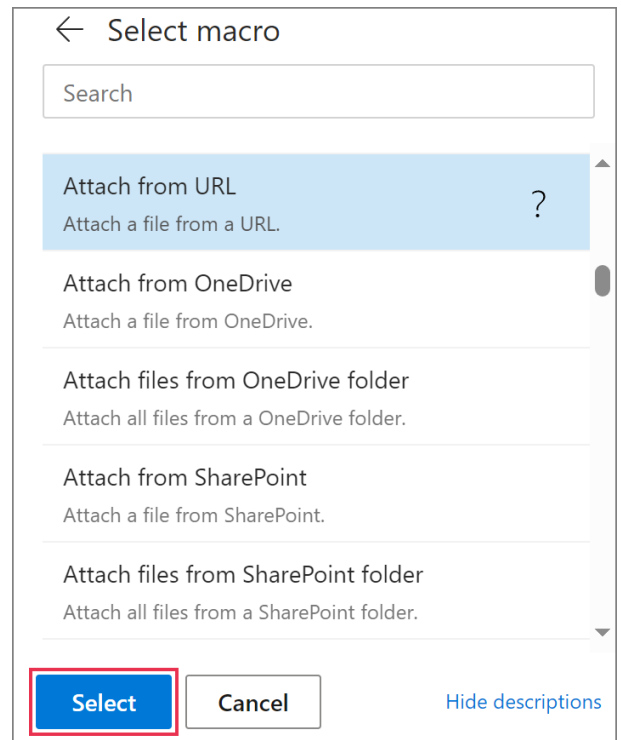 Select macro
Search
Attach from URL
Attach a file from a URL.
?
Attach from OneDrive
Attach a file from OneDrive.
Attach files from OneDrive folder
Attach all files from a OneDrive folder.
Attach from SharePoint
Attach a file from SharePoint.
Attach files from SharePoint folder
Attach all files from a SharePoint folder.
Select Cancel Hide descriptions